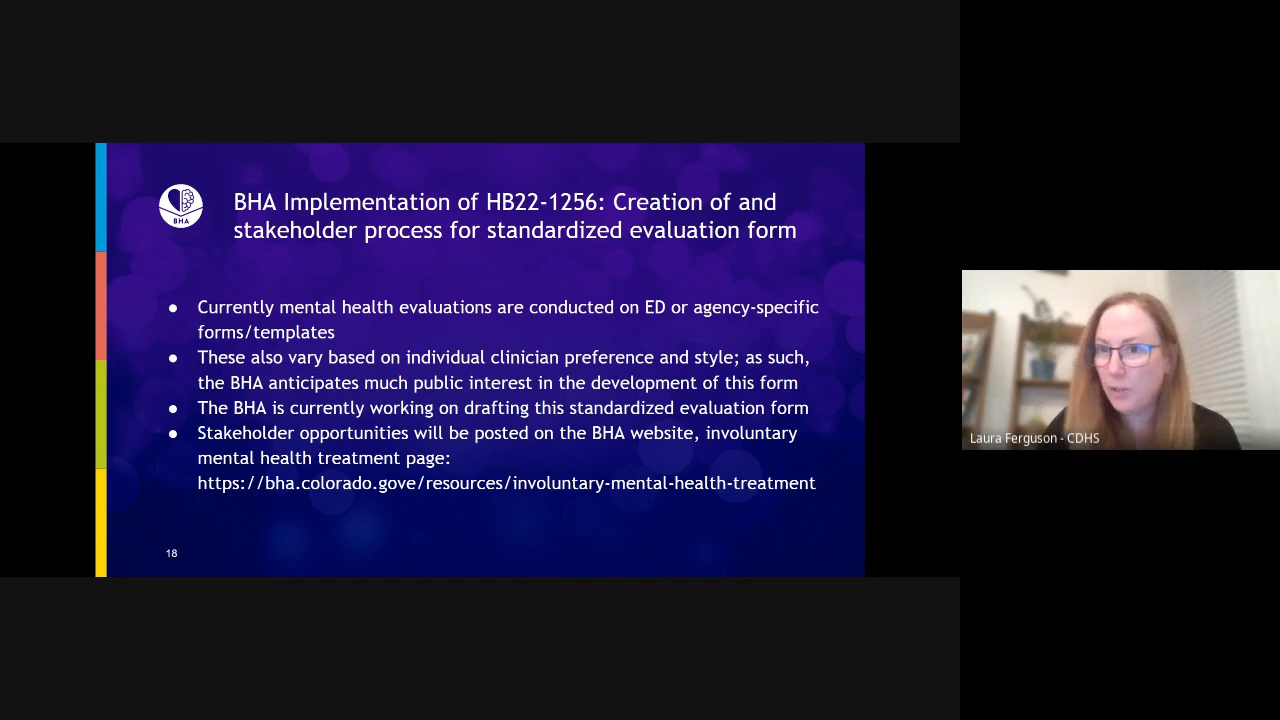 BHA Implementation of HB22-1256: Creation of and
stakeholder process for standardized evaluation form
BHA
● Currently mental health evaluations are conducted on ED or agency-specific
forms/templates
● These also vary based on individual clinician preference and style; as such,
the BHA anticipates much public interest in the development of this form
● The BHA is currently working on drafting this standardized evaluation form
● Stakeholder opportunities will be posted on the BHA website, involuntary
mental health treatment page:
https://bha.colorado.gove/resources/involuntary-mental-health-treatment
18
Laura Ferguson - CDHS